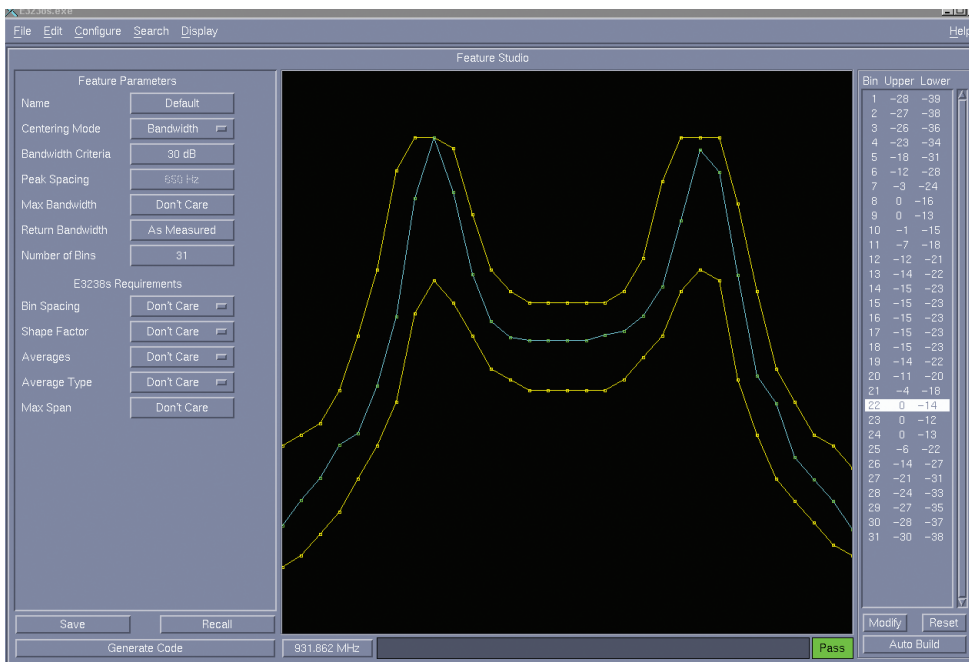 E3238s.exe
File Edit Configure Search Display Help
Feature Studio
Feature Parameters
Name Default
Centering Mode Bandwidth
Bandwidth Criteria 30 dB
Peak Spacing 650 Hz
Max Bandwidth Don't Care
Return Bandwidth As Measured
Number of Bins 31
E3238s Requirements
Bin Spacing Don't Care
Shape Factor Don't Care
Averages Don't Care
Average Type Don't Care
Max Span Don't Care
Save Recall
Generate Code
931.862 MHz
Pass
Bin Upper Lower
1 -28 -39
2 -27 -38
3 -26 -36
4 -23 -34
5 -18 -31
6 -12 -28
7 -3 -24
8 0 -16
9 0 -13
10 -1 -15
11 -7 -18
12 -12 -21
13 -14 -22
14 -15 -23
15 -15 -23
16 -15 -23
17 -15 -23
18 -15 -23
19 -14 -22
20 -11 -20
21 -4 -18
22 0 -14
23 0 -12
24 0 -13
25 -6 -22
26 -14 -27
27 -21 -31
28 -24 -33
29 -27 -35
30 -28 -37
31 -30 -38
Modify Reset
Auto Build